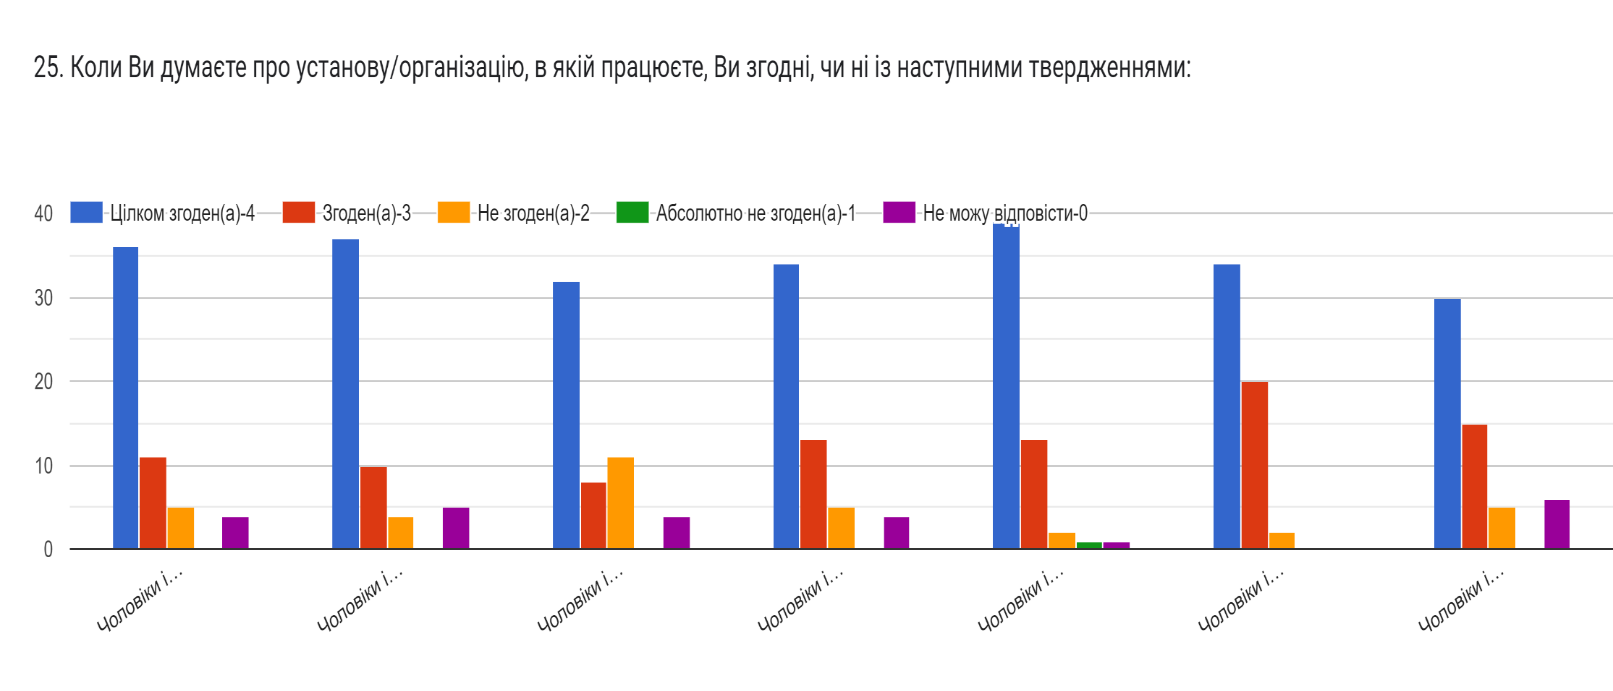 25. Коли Ви думаєте про установу/організацію, в якій працюєте, Ви згодні, чи ні із наступними твердженнями:
40 Цілком згоден(а)-4 Згоден(а)-3 Не згоден(а)-2 Абсолютно не згоден(а)-1 Не можу відповісти-0
30
20
10
0
Чоловіки і... Чоловіки і... Чоловіки і... Чоловіки і... Чоловіки і... Чоловіки і... Чоловіки і...